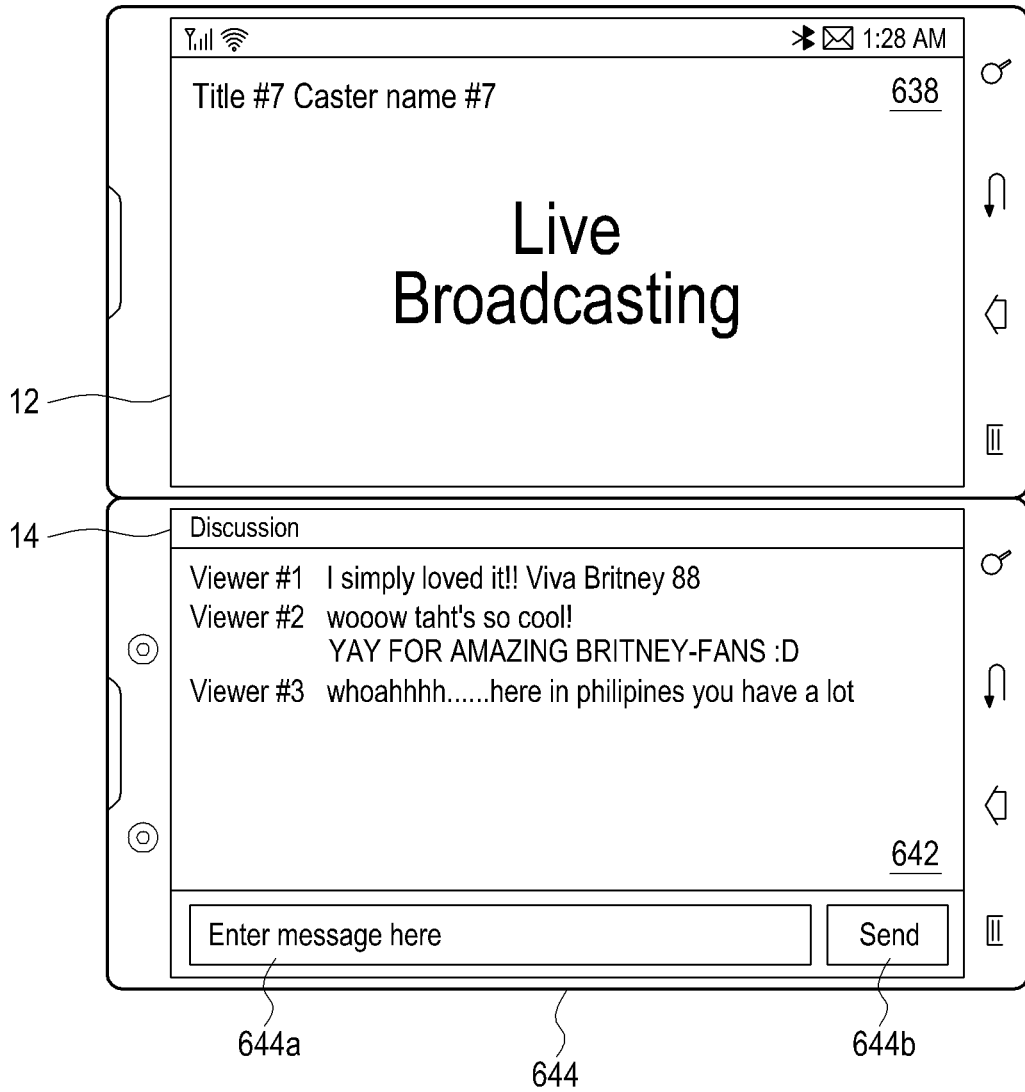 1:28 AM
Title #7 Caster name #7 638
Live
Broadcasting
12
14
Discussion
Viewer #1 I simply loved it!! Viva Britney 88
Viewer #2 wooow taht's so cool!
YAY FOR AMAZING BRITNEY-FANS :D
Viewer #3 whoahhhh......here in philipines you have a lot
642
Enter message here Send
644a 644 644b